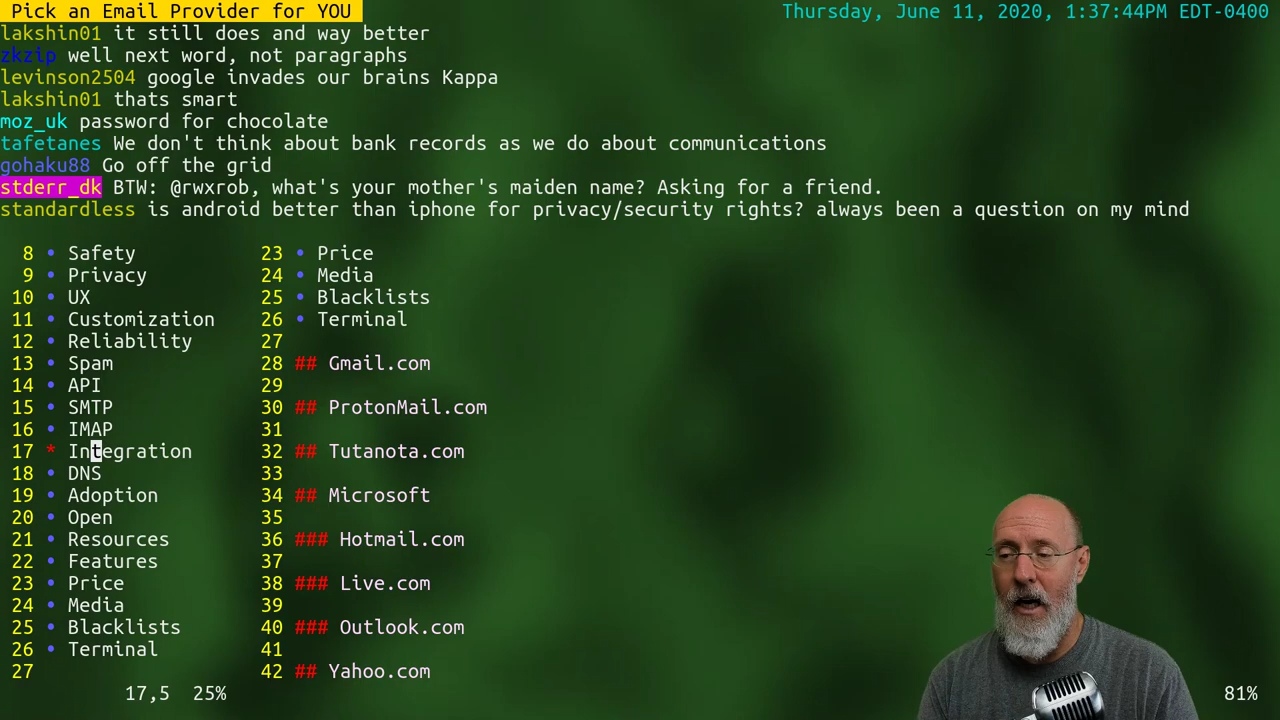 Pick an Email Provider for YOU
Thursday, June 11, 2020, 1:37:44PM EDT-0400
lakshin01 it still does and way better
zkzip well next word, not paragraphs
levinson2504 google invades our brains Kappa
lakshin01 thats smart
moz_uk password for chocolate
tafetanes We don't think about bank records as we do about communications
gohaku88 Go off the grid
stderr_dk BTW: @rwxrob, what's your mother's maiden name? Asking for a friend.
standardless is android better than iphone for privacy/security rights? always been a question on my mind
8 • Safety
9 • Privacy
10 • UX
11 • Customization
12 • Reliability
13 • Spam
14 • API
15 • SMTP
16 • IMAP
17 * Integration
18 • DNS
19 • Adoption
20 • Open
21 • Resources
22 • Features
23 • Price
24 • Media
25 • Blacklists
26 • Terminal
27
17,5 25%
23 • Price
24 • Media
25 • Blacklists
26 • Terminal
27
28 ## Gmail.com
29
30 ## ProtonMail.com
31
32 ## Tutanota.com
33
34 ## Microsoft
35
36 ### Hotmail.com
37
38 ### Live.com
39
40 ### Outlook.com
41
42 ## Yahoo.com
81%